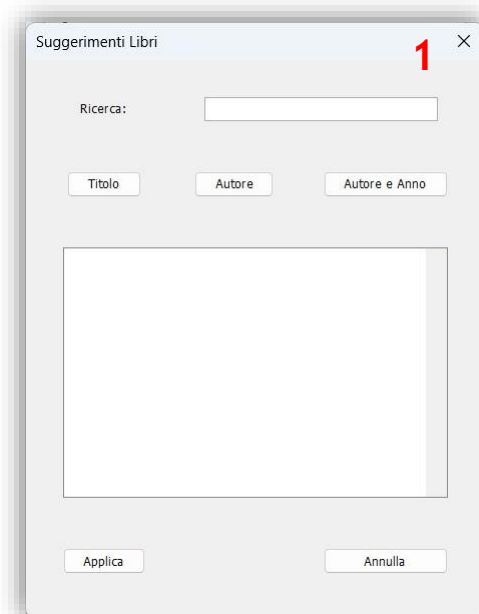 Suggerimenti Libri
1
Ricerca:
Titolo
Autore
Autore e Anno
Applica
Annulla